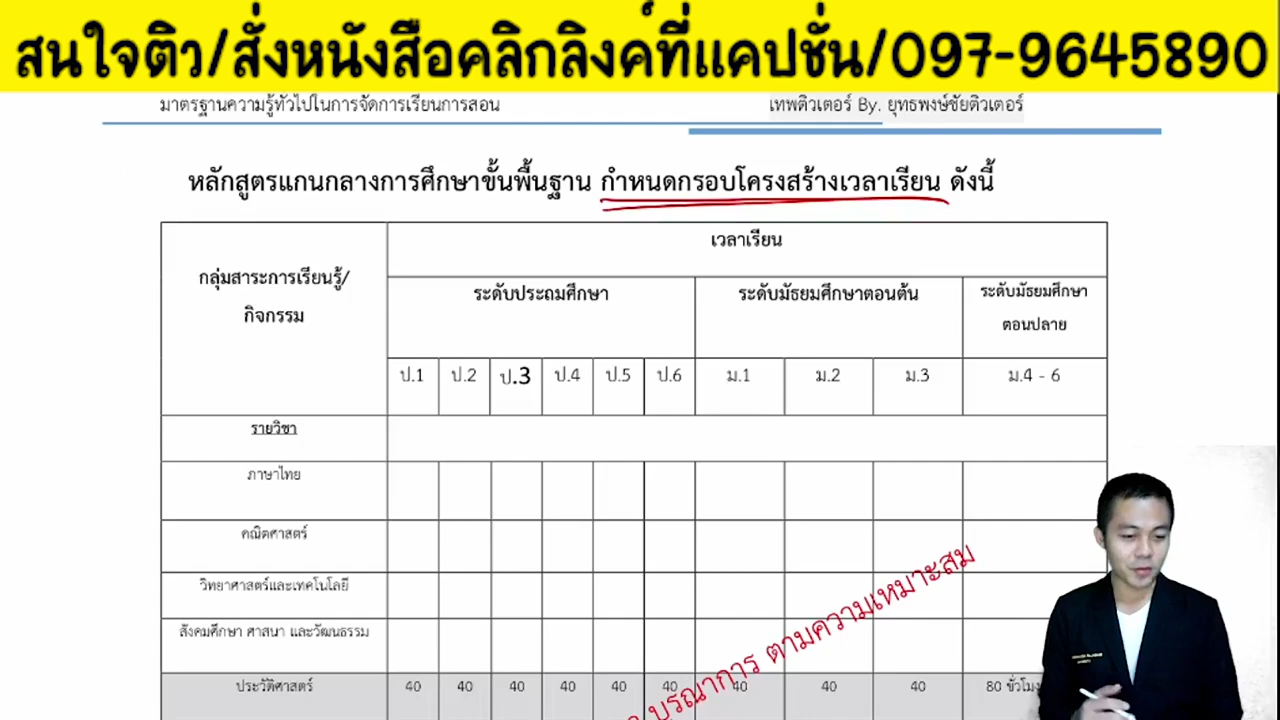 สนใจติว/สั่งหนังสือคลิกลิงค์ที่แคปชั่น/097-9645890
มาตรฐานความรู้ทั่วไปในการจัดการเรียนการสอน
เทพติวเตอร์ By. ยุทธพงษ์ชัยติวเตอร์
หลักสูตรแกนกลางการศึกษาขั้นพื้นฐาน กำหนดกรอบโครงสร้างเวลาเรียน ดังนี้
กลุ่มสาระการเรียนรู้/
กิจกรรม
เวลาเรียน
ระดับประถมศึกษา
ระดับมัธยมศึกษาตอนต้น
ระดับมัธยมศึกษา
ตอนปลาย
ป.1 ป.2 ป.3 ป.4 ป.5 ป.6 ม.1 ม.2 ม.3 ม.4 - 6
รายวิชา
ภาษาไทย
คณิตศาสตร์
วิทยาศาสตร์และเทคโนโลยี
สังคมศึกษา ศาสนา และวัฒนธรรม
ประวัติศาสตร์ 40 40 40 40 40 40 40 40 40 80 ชั่วโมง
บูรณาการ ตามความเหมาะสม